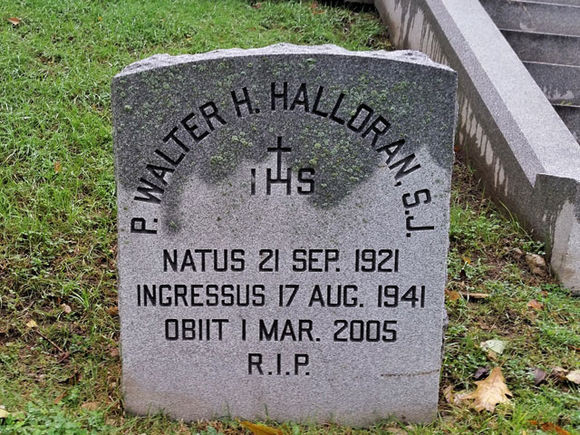 P. WALTER H. HALLORAN, S.J.
IHS
NATUS 21 SEP. 1921
INGRESSUS 17 AUG. 1941
OBIIT 1 MAR. 2005
R.I.P.